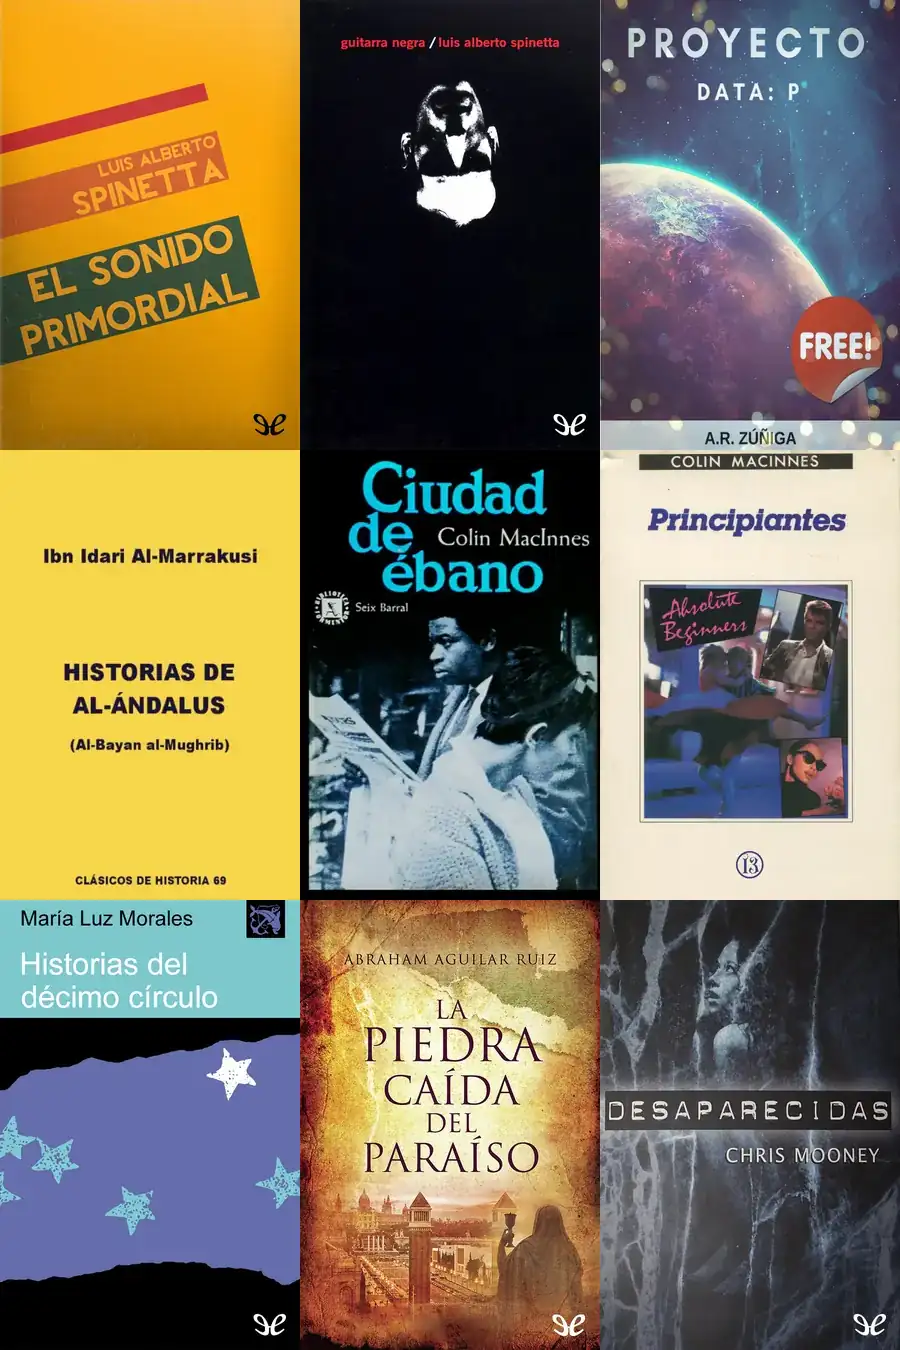 LUIS ALBERTO
SPINETTA
EL SONIDO
PRIMORDIAL
guitarra negra / luis alberto spinetta
PROYECTO
DATA: P
FREE!
A.R. ZÚÑIGA
Ibn Idari Al-Marrakusi
HISTORIAS DE
AL-ÁNDALUS
(Al-Bayan al-Mughrib)
CLÁSICOS DE HISTORIA 69
Ciudad
de
Colin MacInnes
ébano
Seix Barral
COLIN MACINNES
Principiantes
Absolute
Beginners
13
María Luz Morales
Historias del
décimo círculo
ABRAHAM AGUILAR RUIZ
LA
PIEDRA
CAÍDA
DEL
PARAÍSO
DESAPARECIDAS
CHRIS MOONEY